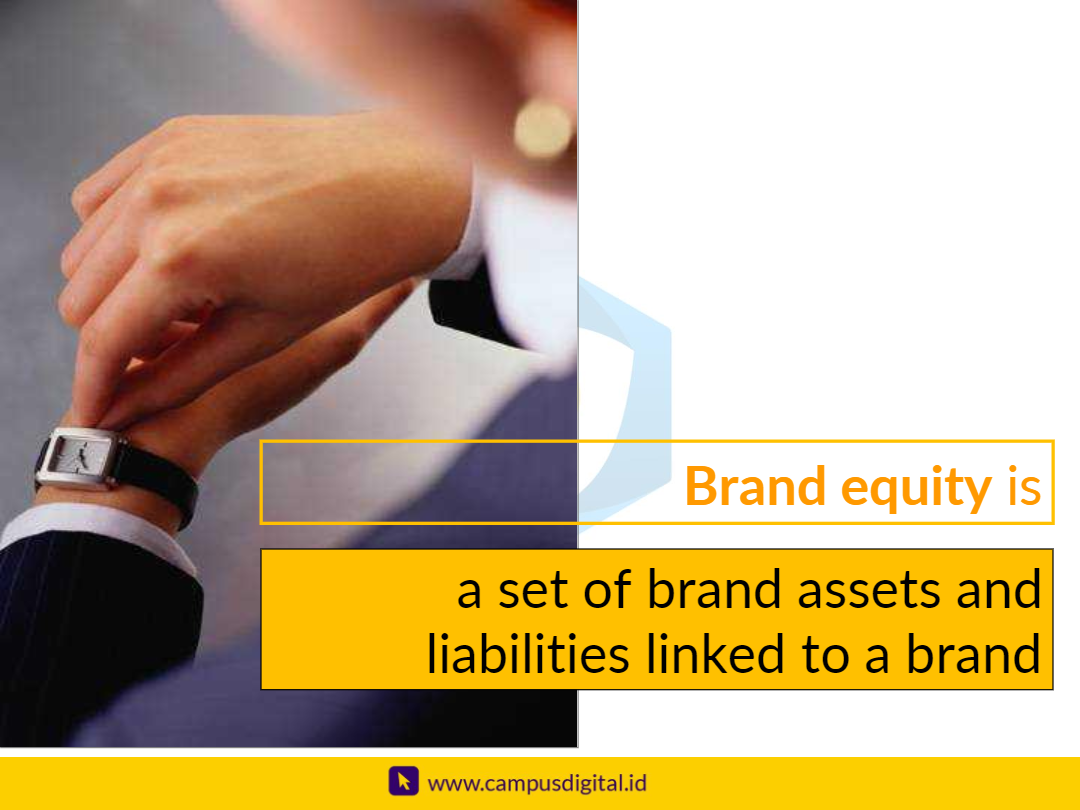 Brand equity is
a set of brand assets and
liabilities linked to a brand
www.campusdigital.id